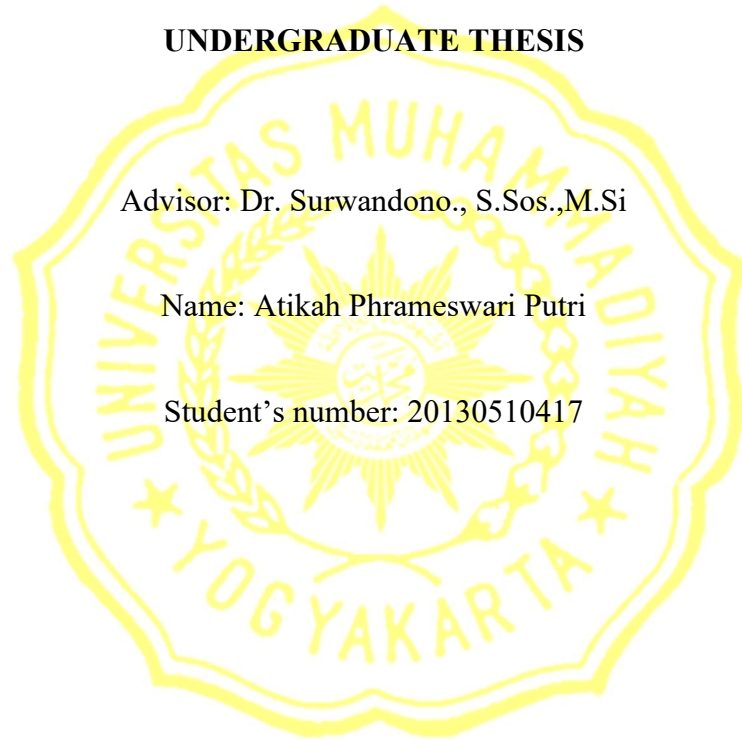 UNDERGRADUATE THESIS
Advisor: Dr. Surwandono., S.Sos.,M.Si
Name: Atikah Phrameswari Putri
Student’s number: 20130510417
UNIVERSITAS MUHAMMADIYAH
★ YOGYAKARTA ★